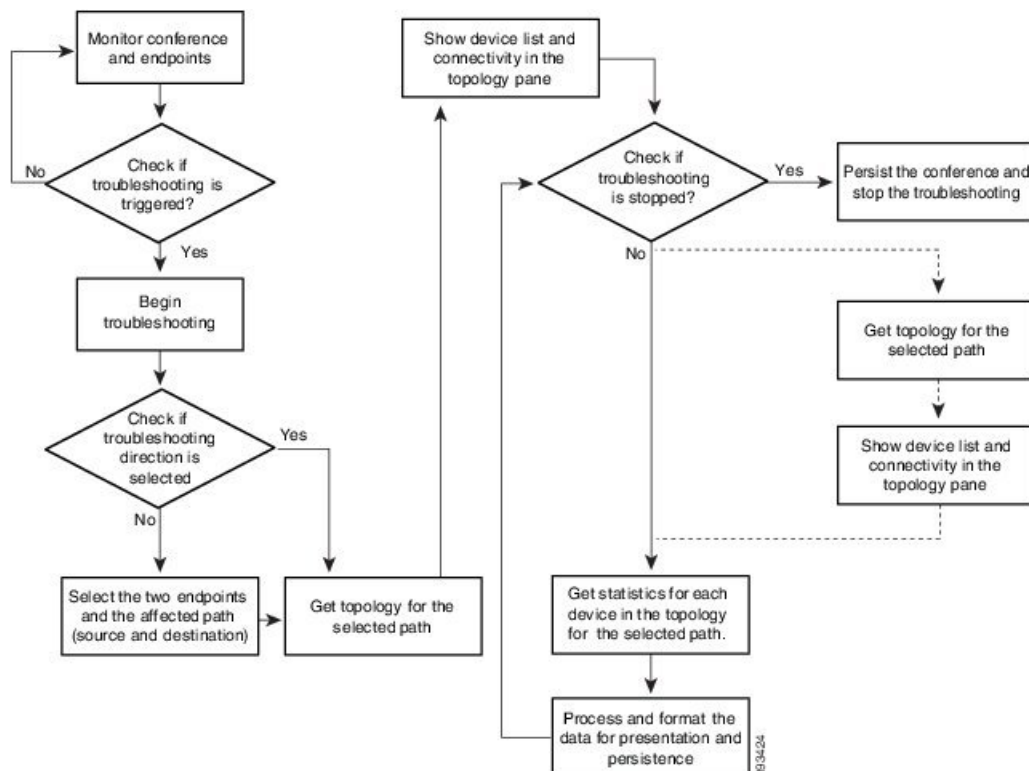 Monitor conference
and endpoints
No
Check if
troubleshooting is
triggered?
Yes
Begin
troubleshooting
Check if
troubleshooting
direction is
selected
Yes
No
Select the two endpoints
and the affected path
(source and destination)
Get topology for the
selected path
Show device list and
connectivity in the
topology pane
Check if
troubleshooting
is stopped?
Yes
Persist the conference and
stop the troubleshooting
No
Get topology for the
selected path
Show device list and
connectivity in the
topology pane
Get statistics for each
device in the topology
for the selected path.
Process and format the
data for presentation and
persistence